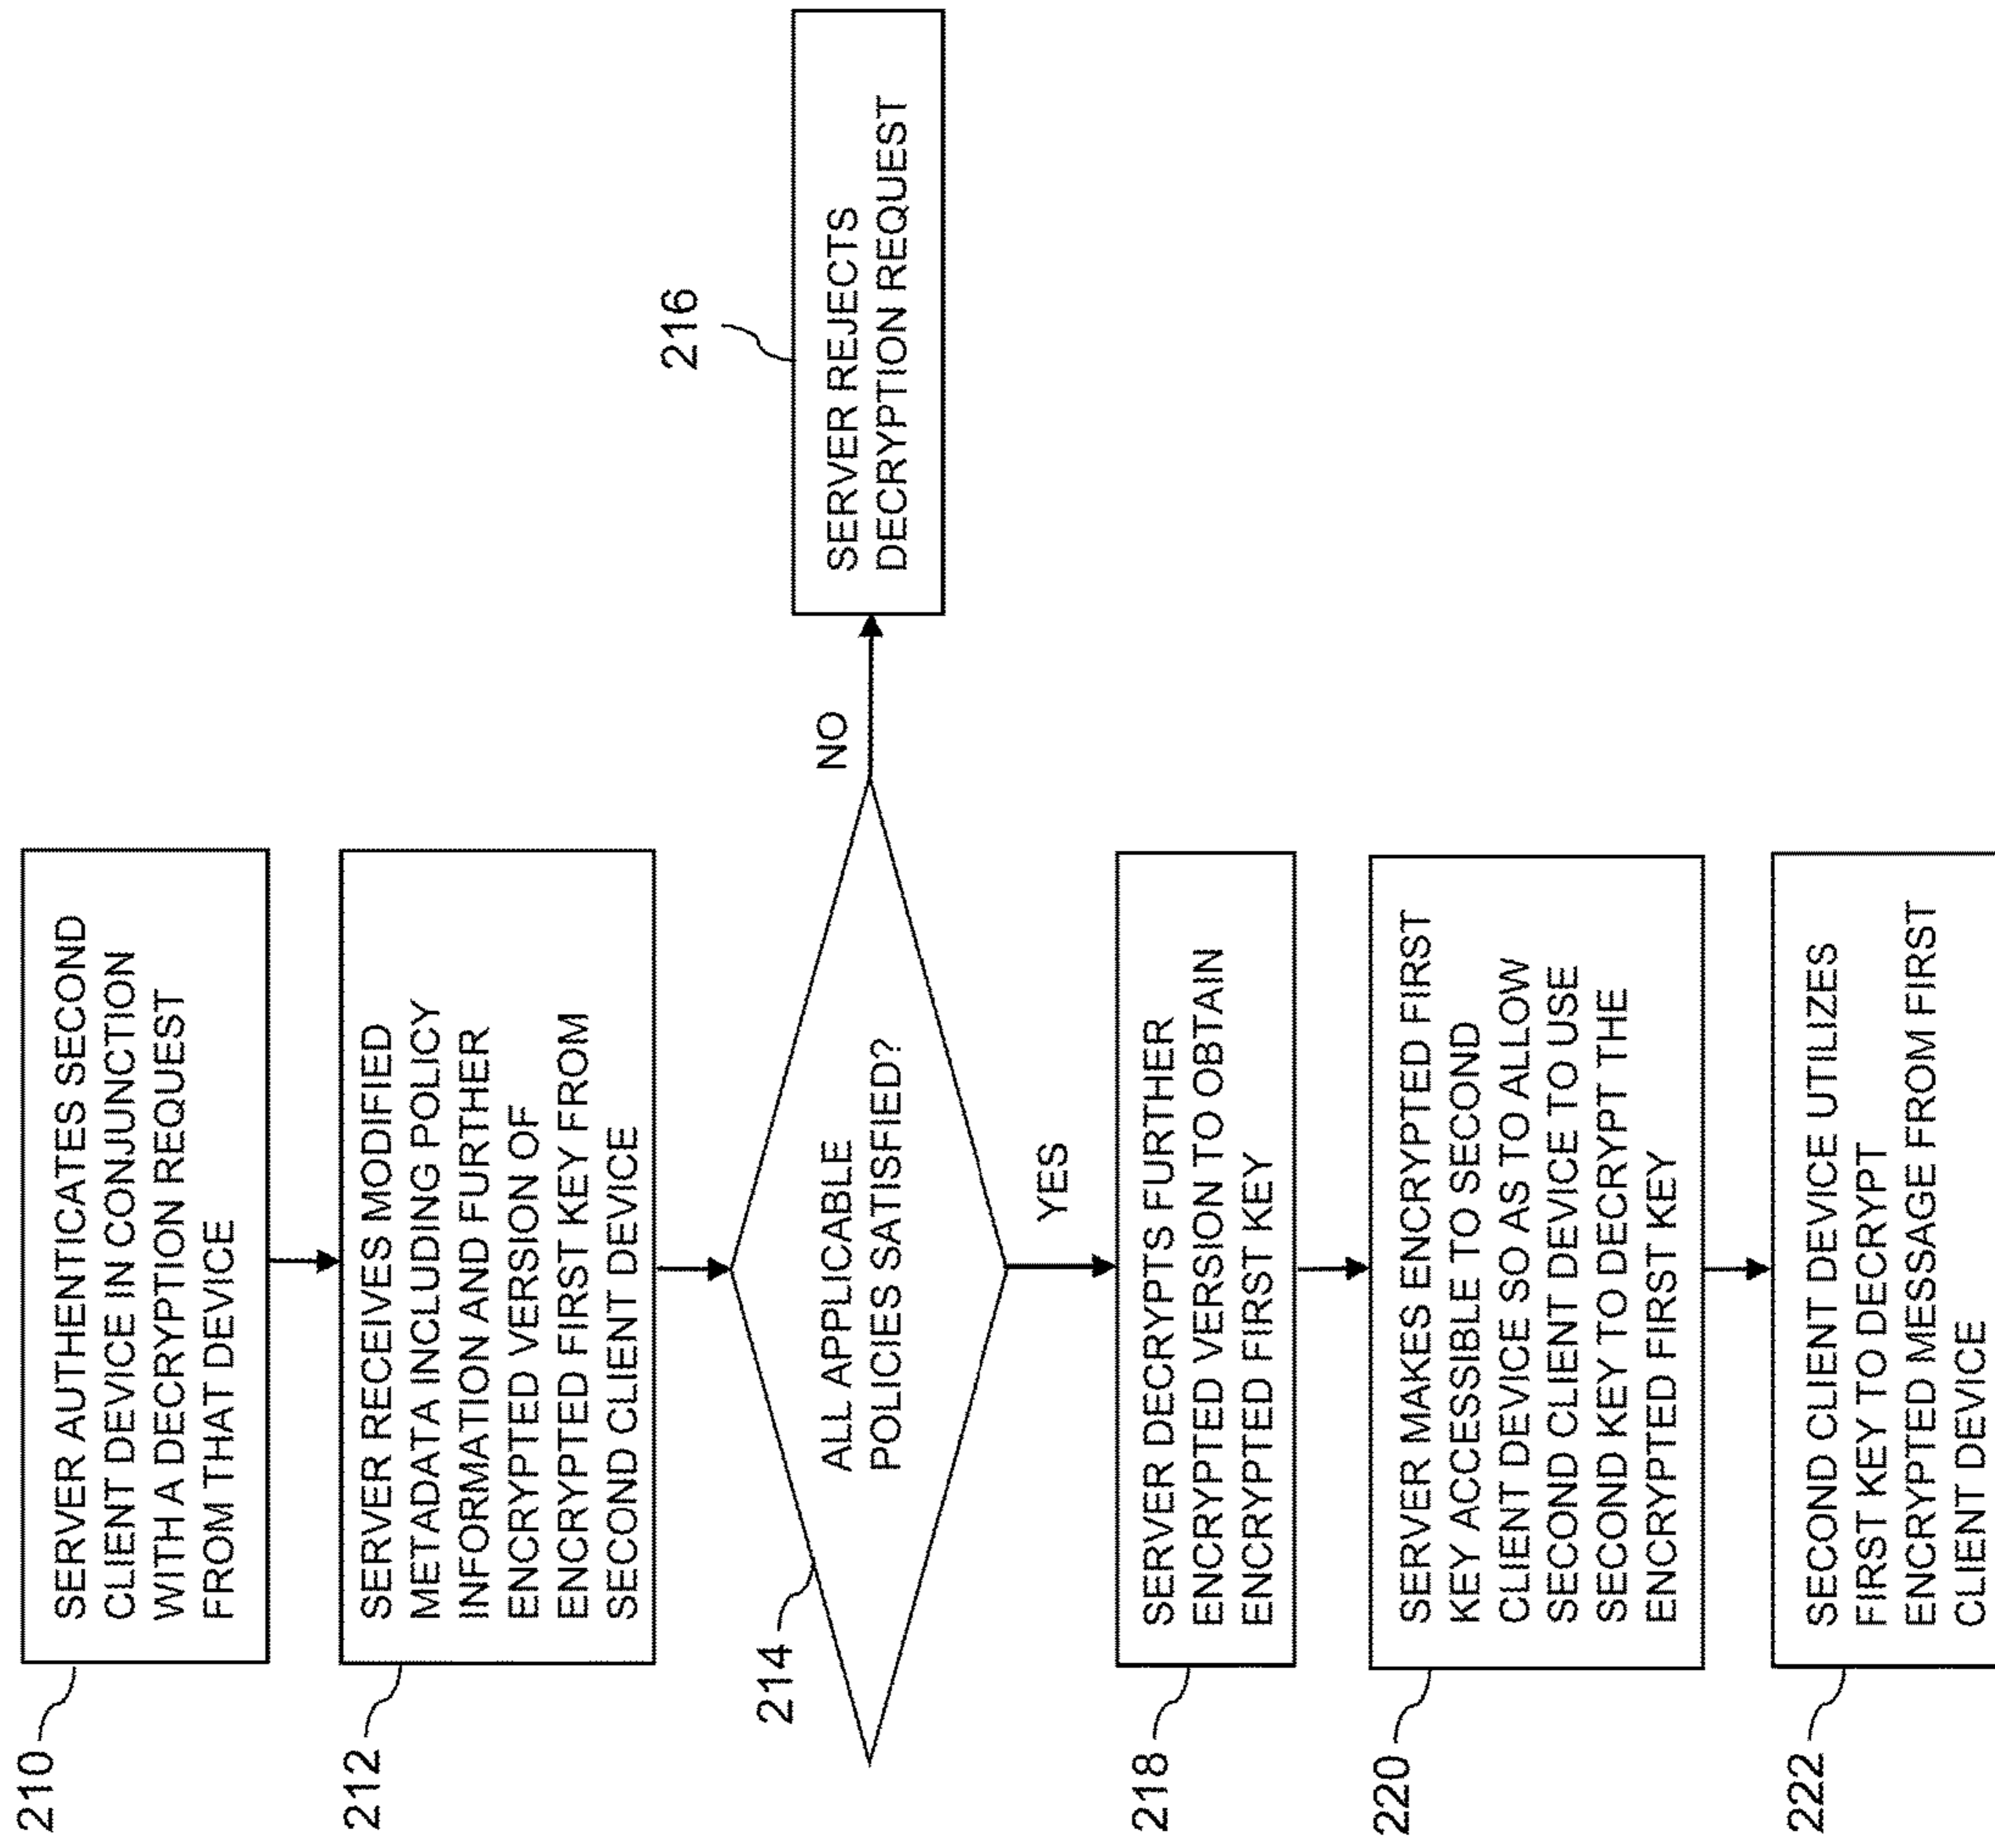 210
SERVER AUTHENTICATES SECOND
CLIENT DEVICE IN CONJUNCTION
WITH A DECRYPTION REQUEST
FROM THAT DEVICE
212
SERVER RECEIVES MODIFIED
METADATA INCLUDING POLICY
INFORMATION AND FURTHER
ENCRYPTED VERSION OF
ENCRYPTED FIRST KEY FROM
SECOND CLIENT DEVICE
214
ALL APPLICABLE
POLICIES SATISFIED?
NO
216
SERVER REJECTS
DECRYPTION REQUEST
YES
218
SERVER DECRYPTS FURTHER
ENCRYPTED VERSION TO OBTAIN
ENCRYPTED FIRST KEY
220
SERVER MAKES ENCRYPTED FIRST
KEY ACCESSIBLE TO SECOND
CLIENT DEVICE SO AS TO ALLOW
SECOND CLIENT DEVICE TO USE
SECOND KEY TO DECRYPT THE
ENCRYPTED FIRST KEY
222
SECOND CLIENT DEVICE UTILIZES
FIRST KEY TO DECRYPT
ENCRYPTED MESSAGE FROM FIRST
CLIENT DEVICE